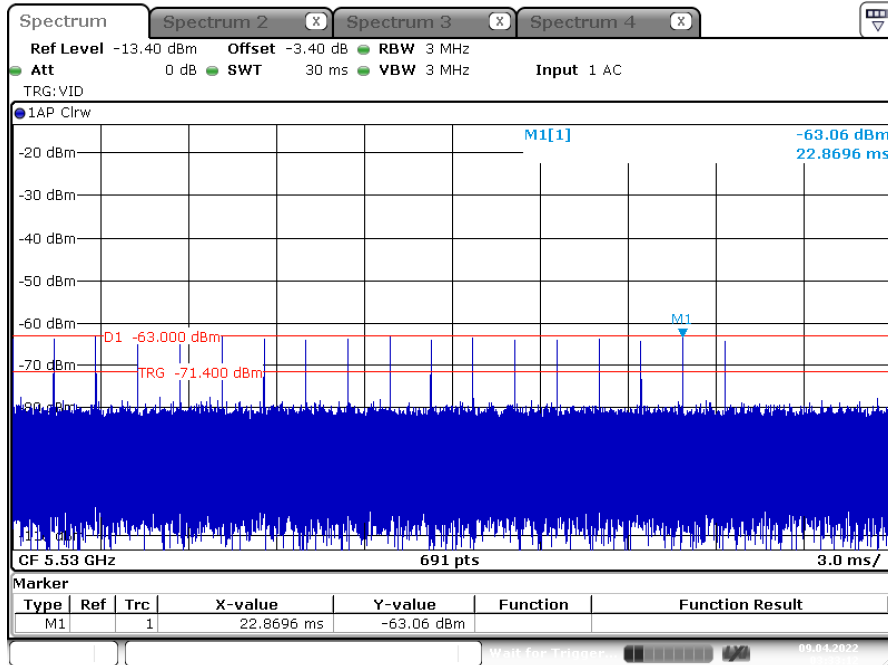 Spectrum Spectrum 2 X Spectrum 3 X Spectrum 4 X
Ref Level -13.40 dBm Offset -3.40 dB RBW 3 MHz
Att 0 dB SWT 30 ms VBW 3 MHz Input 1 AC
TRG:VID
1AP Clrw
M1[1] -63.06 dBm
22.8696 ms
-20 dBm
-30 dBm
-40 dBm
-50 dBm
-60 dBm
M1
D1 -63.000 dBm
-70 dBm
TRG -71.400 dBm
CF 5.53 GHz 691 pts 3.0 ms/
Marker
Type Ref Trc X-value Y-value Function Function Result
M1 1 22.8696 ms -63.06 dBm
Wait for Trigger... 09.04.2022